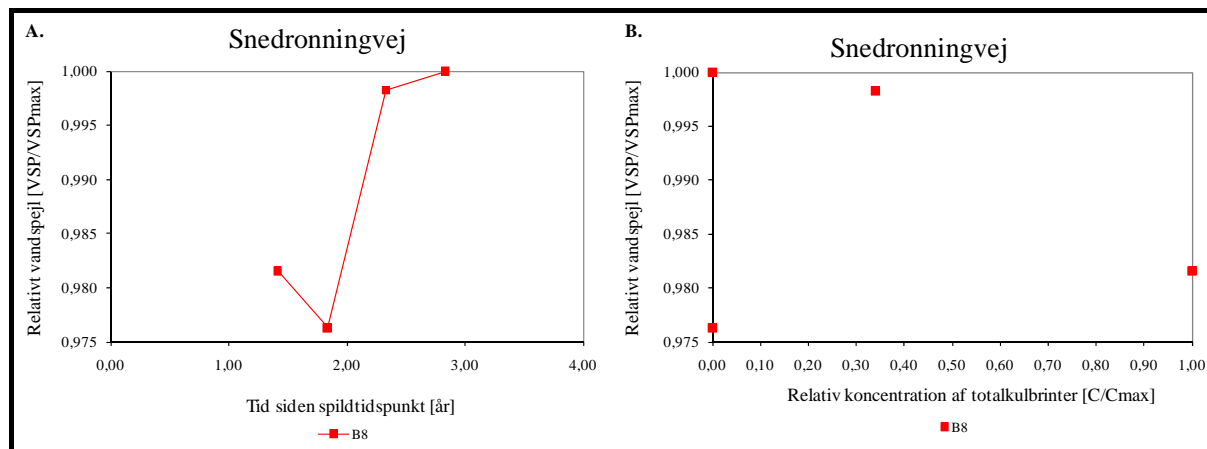 A.
Snedronningvej
Relativt vandspejl [VSP/VSPmax]
1,000
0,995
0,990
0,985
0,980
0,975
0,00 1,00 2,00 3,00 4,00
Tid siden spildtidspunkt [år]
B8
B.
Snedronningvej
Relativt vandspejl [VSP/VSPmax]
1,000
0,995
0,990
0,985
0,980
0,975
0,00 0,10 0,20 0,30 0,40 0,50 0,60 0,70 0,80 0,90 1,00
Relativ koncentration af totalkulbrinter [C/Cmax]
B8